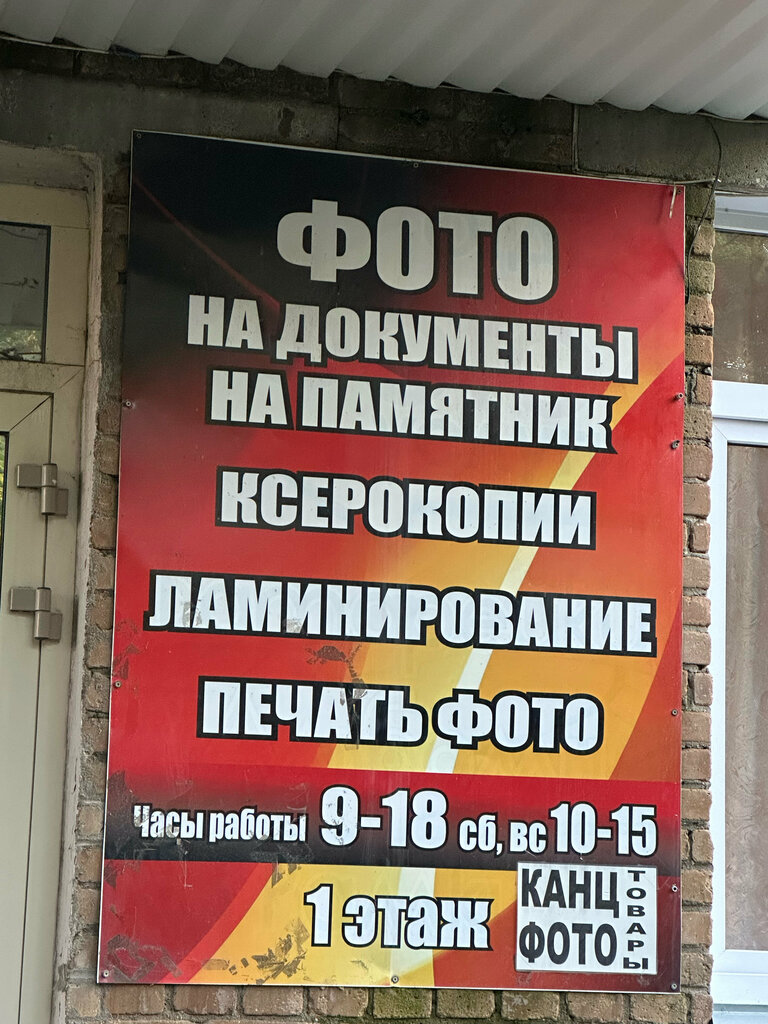 ФОТО
НА ДОКУМЕНТЫ
НА ПАМЯТНИК
КСЕРОКОПИИ
ЛАМИНИРОВАНИЕ
ПЕЧАТЬ ФОТО
Часы работы 9-18 сб, вс 10-15
1 этаж
КАНЦ
ТОВАРЫ
ФОТО